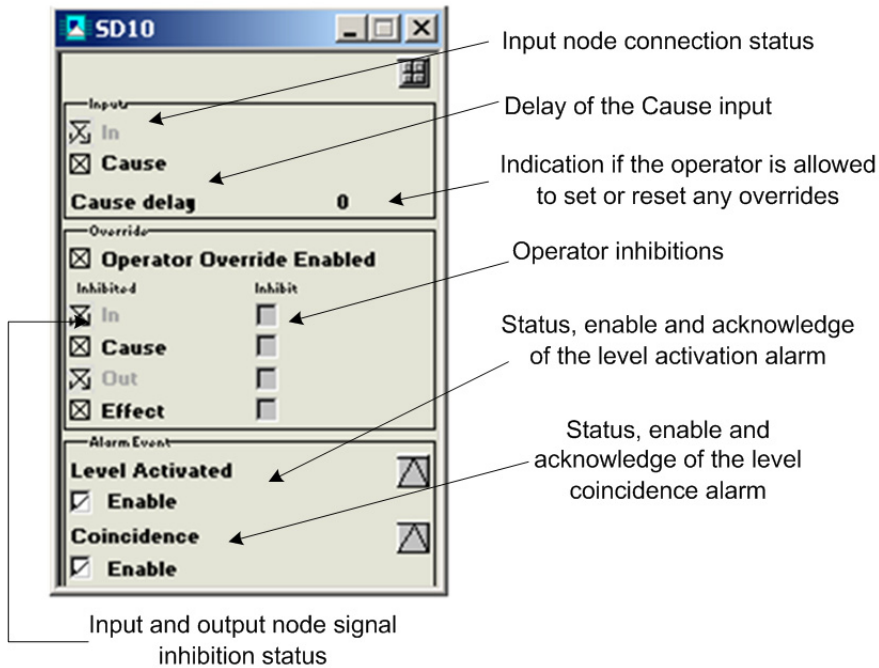 SD10
Inputs
In
Cause
Cause delay 0
Override
Operator Override Enabled
Inhibited Inhibit
In
Cause
Out
Effect
Alarm Event
Level Activated
Enable
Coincidence
Enable
Input node connection status
Delay of the Cause input
Indication if the operator is allowed
to set or reset any overrides
Operator inhibitions
Status, enable and acknowledge
of the level activation alarm
Status, enable and
acknowledge of the level
coincidence alarm
Input and output node signal
inhibition status